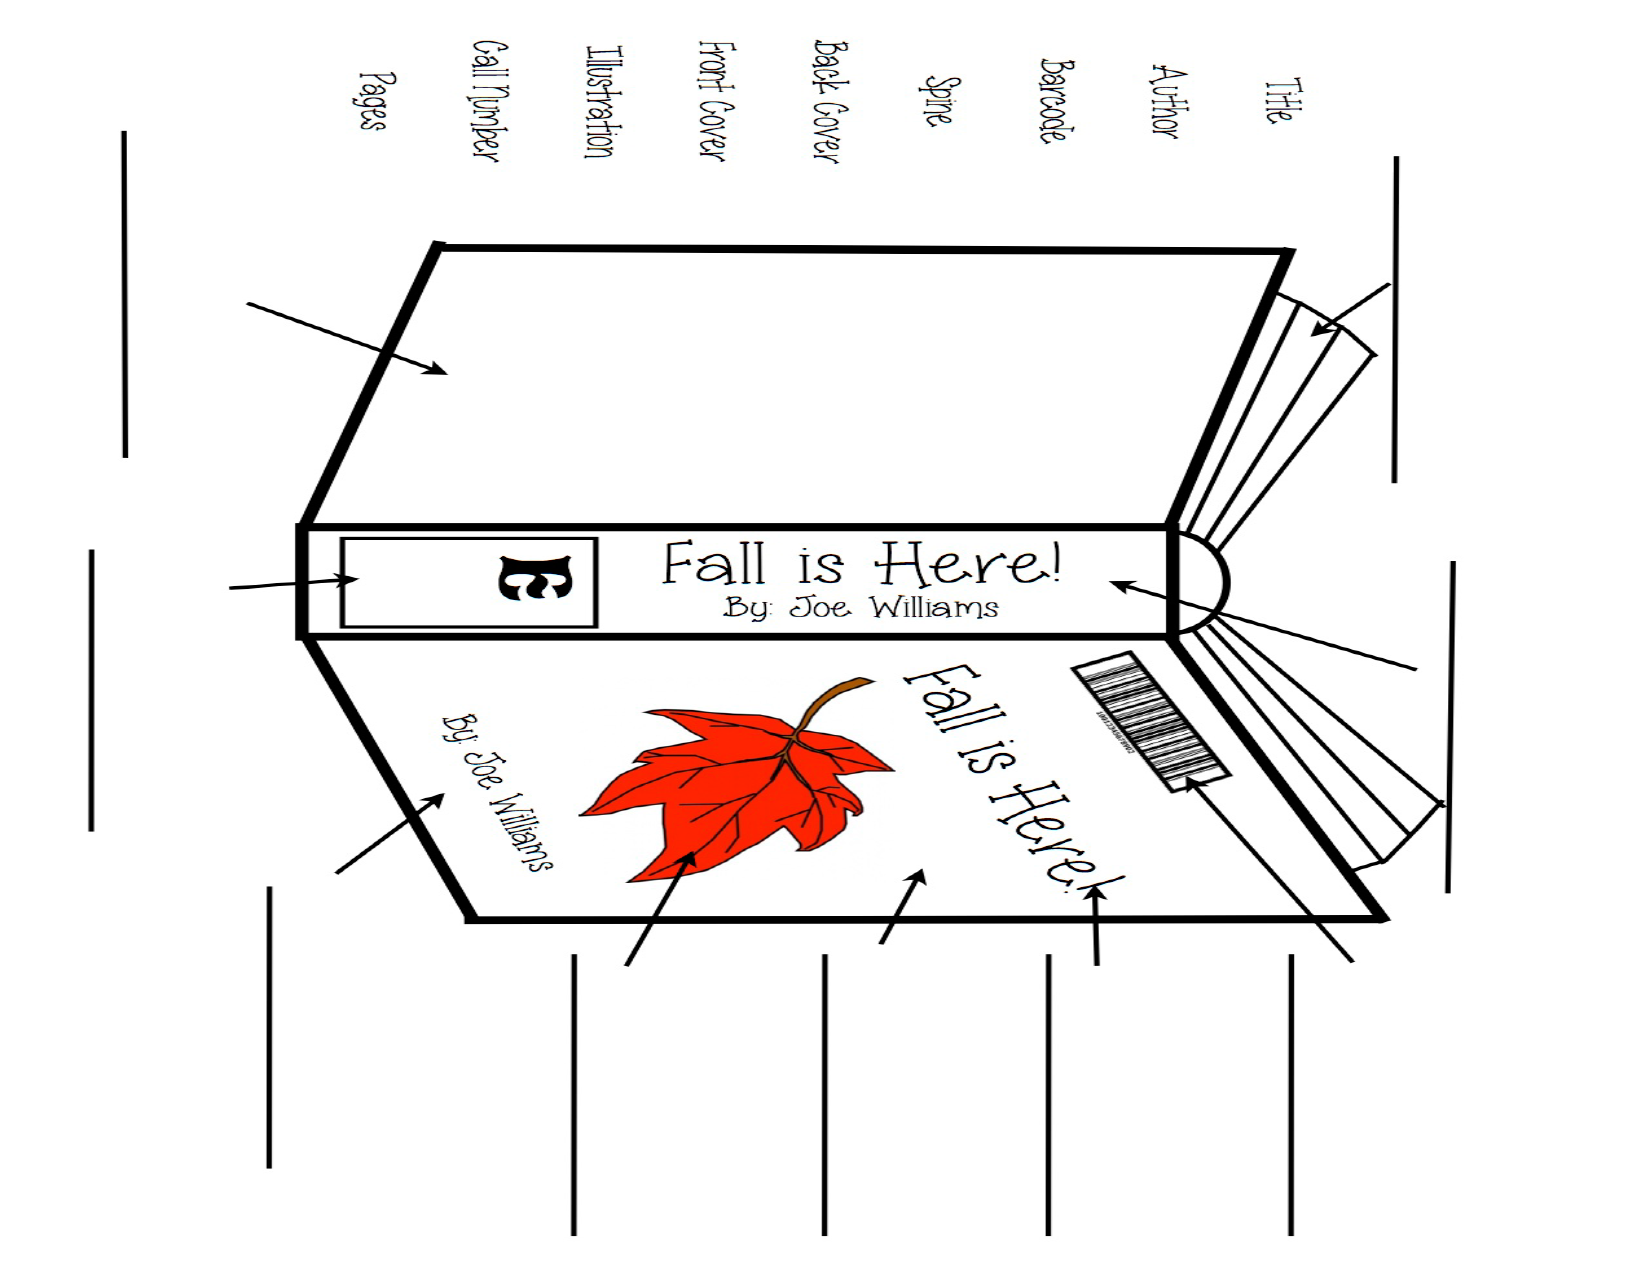 Title
Author
Barcode
Spine
Back Cover
Front Cover
Illustration
Call Number
Pages
E
Fall is Here!
By: Joe Williams
Fall is Here!
By: Joe Williams